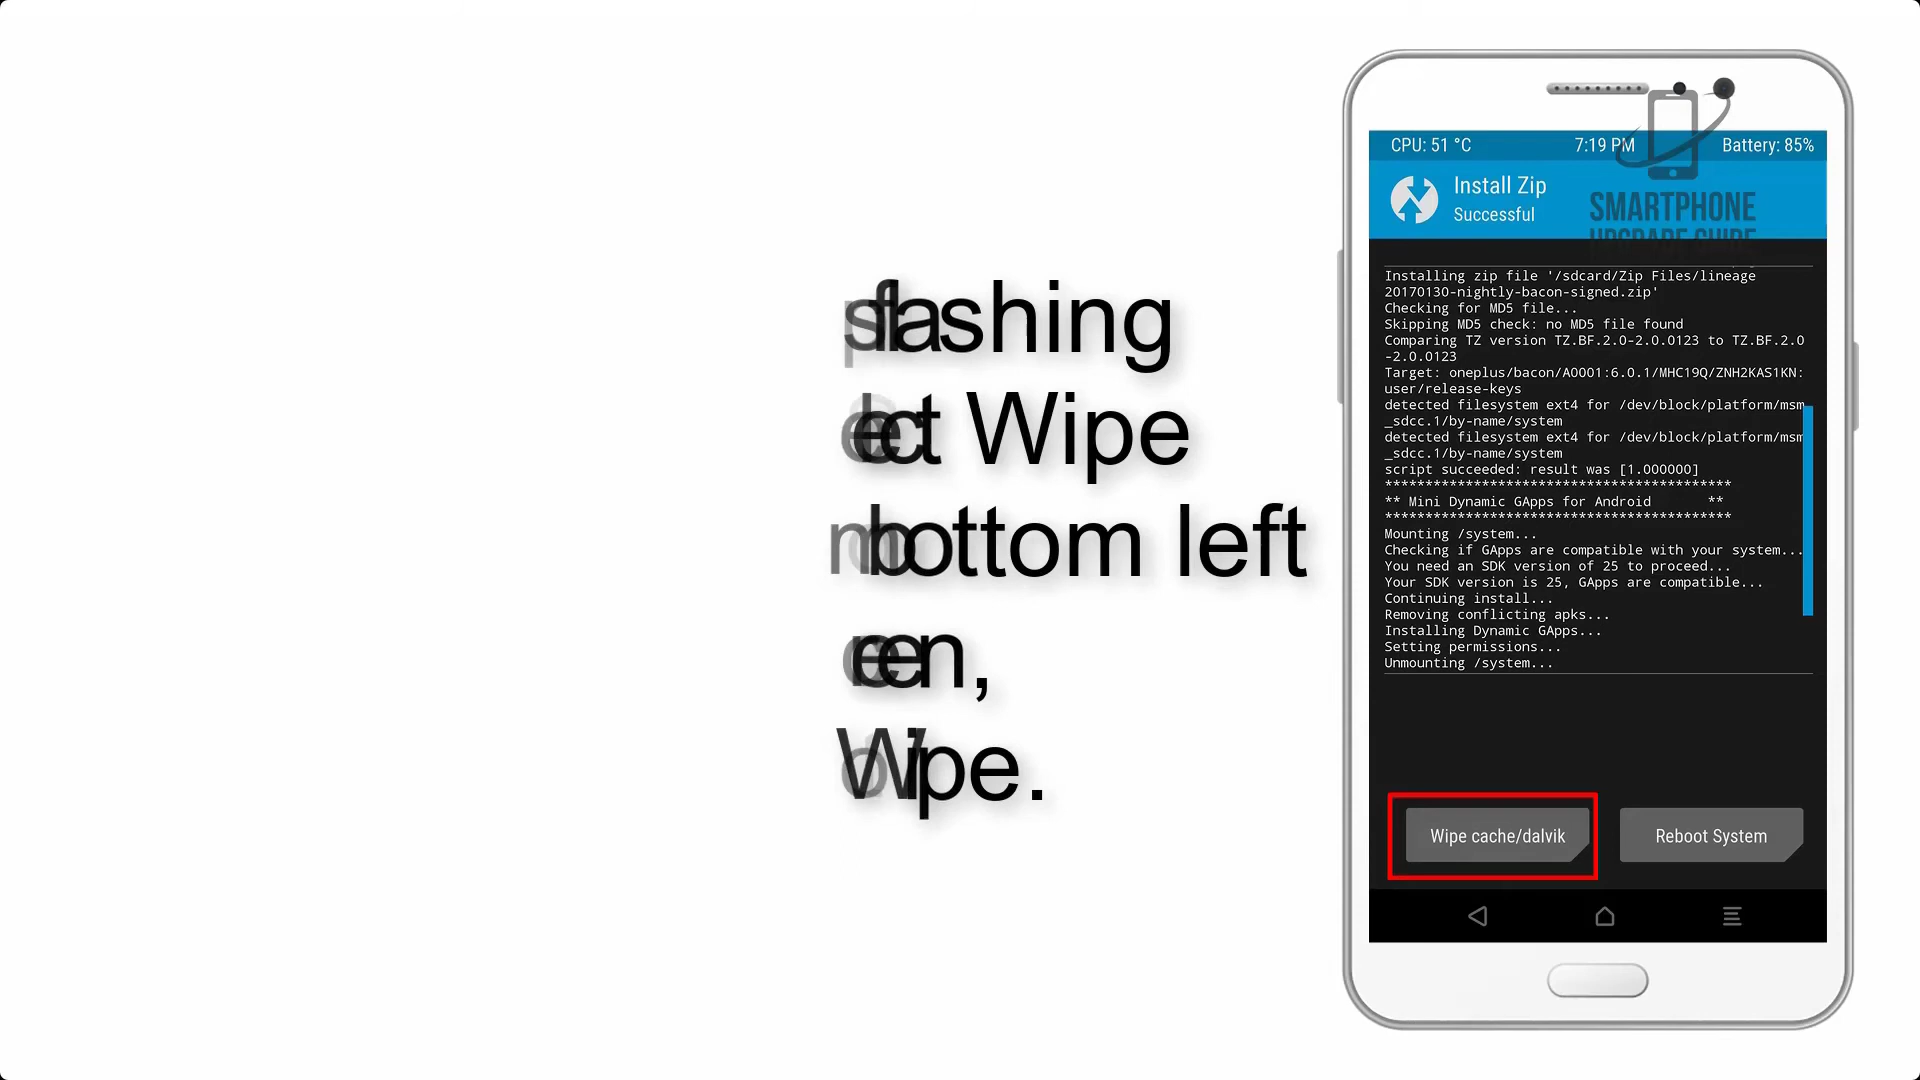 flashing
Wipe
bottom left
Wipe.
CPU: 51 °C 7:19 PM Battery: 85%
Install Zip
Successful
SMARTPHONE
UPGRADE GUIDE
Installing zip file '/sdcard/Zip Files/lineage
20170130-nightly-bacon-signed.zip'
Checking for MD5 file...
Skipping MD5 check: no MD5 file found
Comparing TZ version TZ.BF.2.0-2.0.0123 to TZ.BF.2.0
-2.0.0123
Target: oneplus/bacon/A0001:6.0.1/MHC19Q/ZNH2KAS1KN:
user/release-keys
detected filesystem ext4 for /dev/block/platform/msm
_sdcc.1/by-name/system
detected filesystem ext4 for /dev/block/platform/msm
_sdcc.1/by-name/system
script succeeded: result was [1.000000]
*******************************************
** Mini Dynamic GApps for Android **
*******************************************
Mounting /system...
Checking if GApps are compatible with your system...
You need an SDK version of 25 to proceed...
Your SDK version is 25, GApps are compatible...
Continuing install...
Removing conflicting apks...
Installing Dynamic GApps...
Setting permissions...
Unmounting /system...
Wipe cache/dalvik
Reboot System